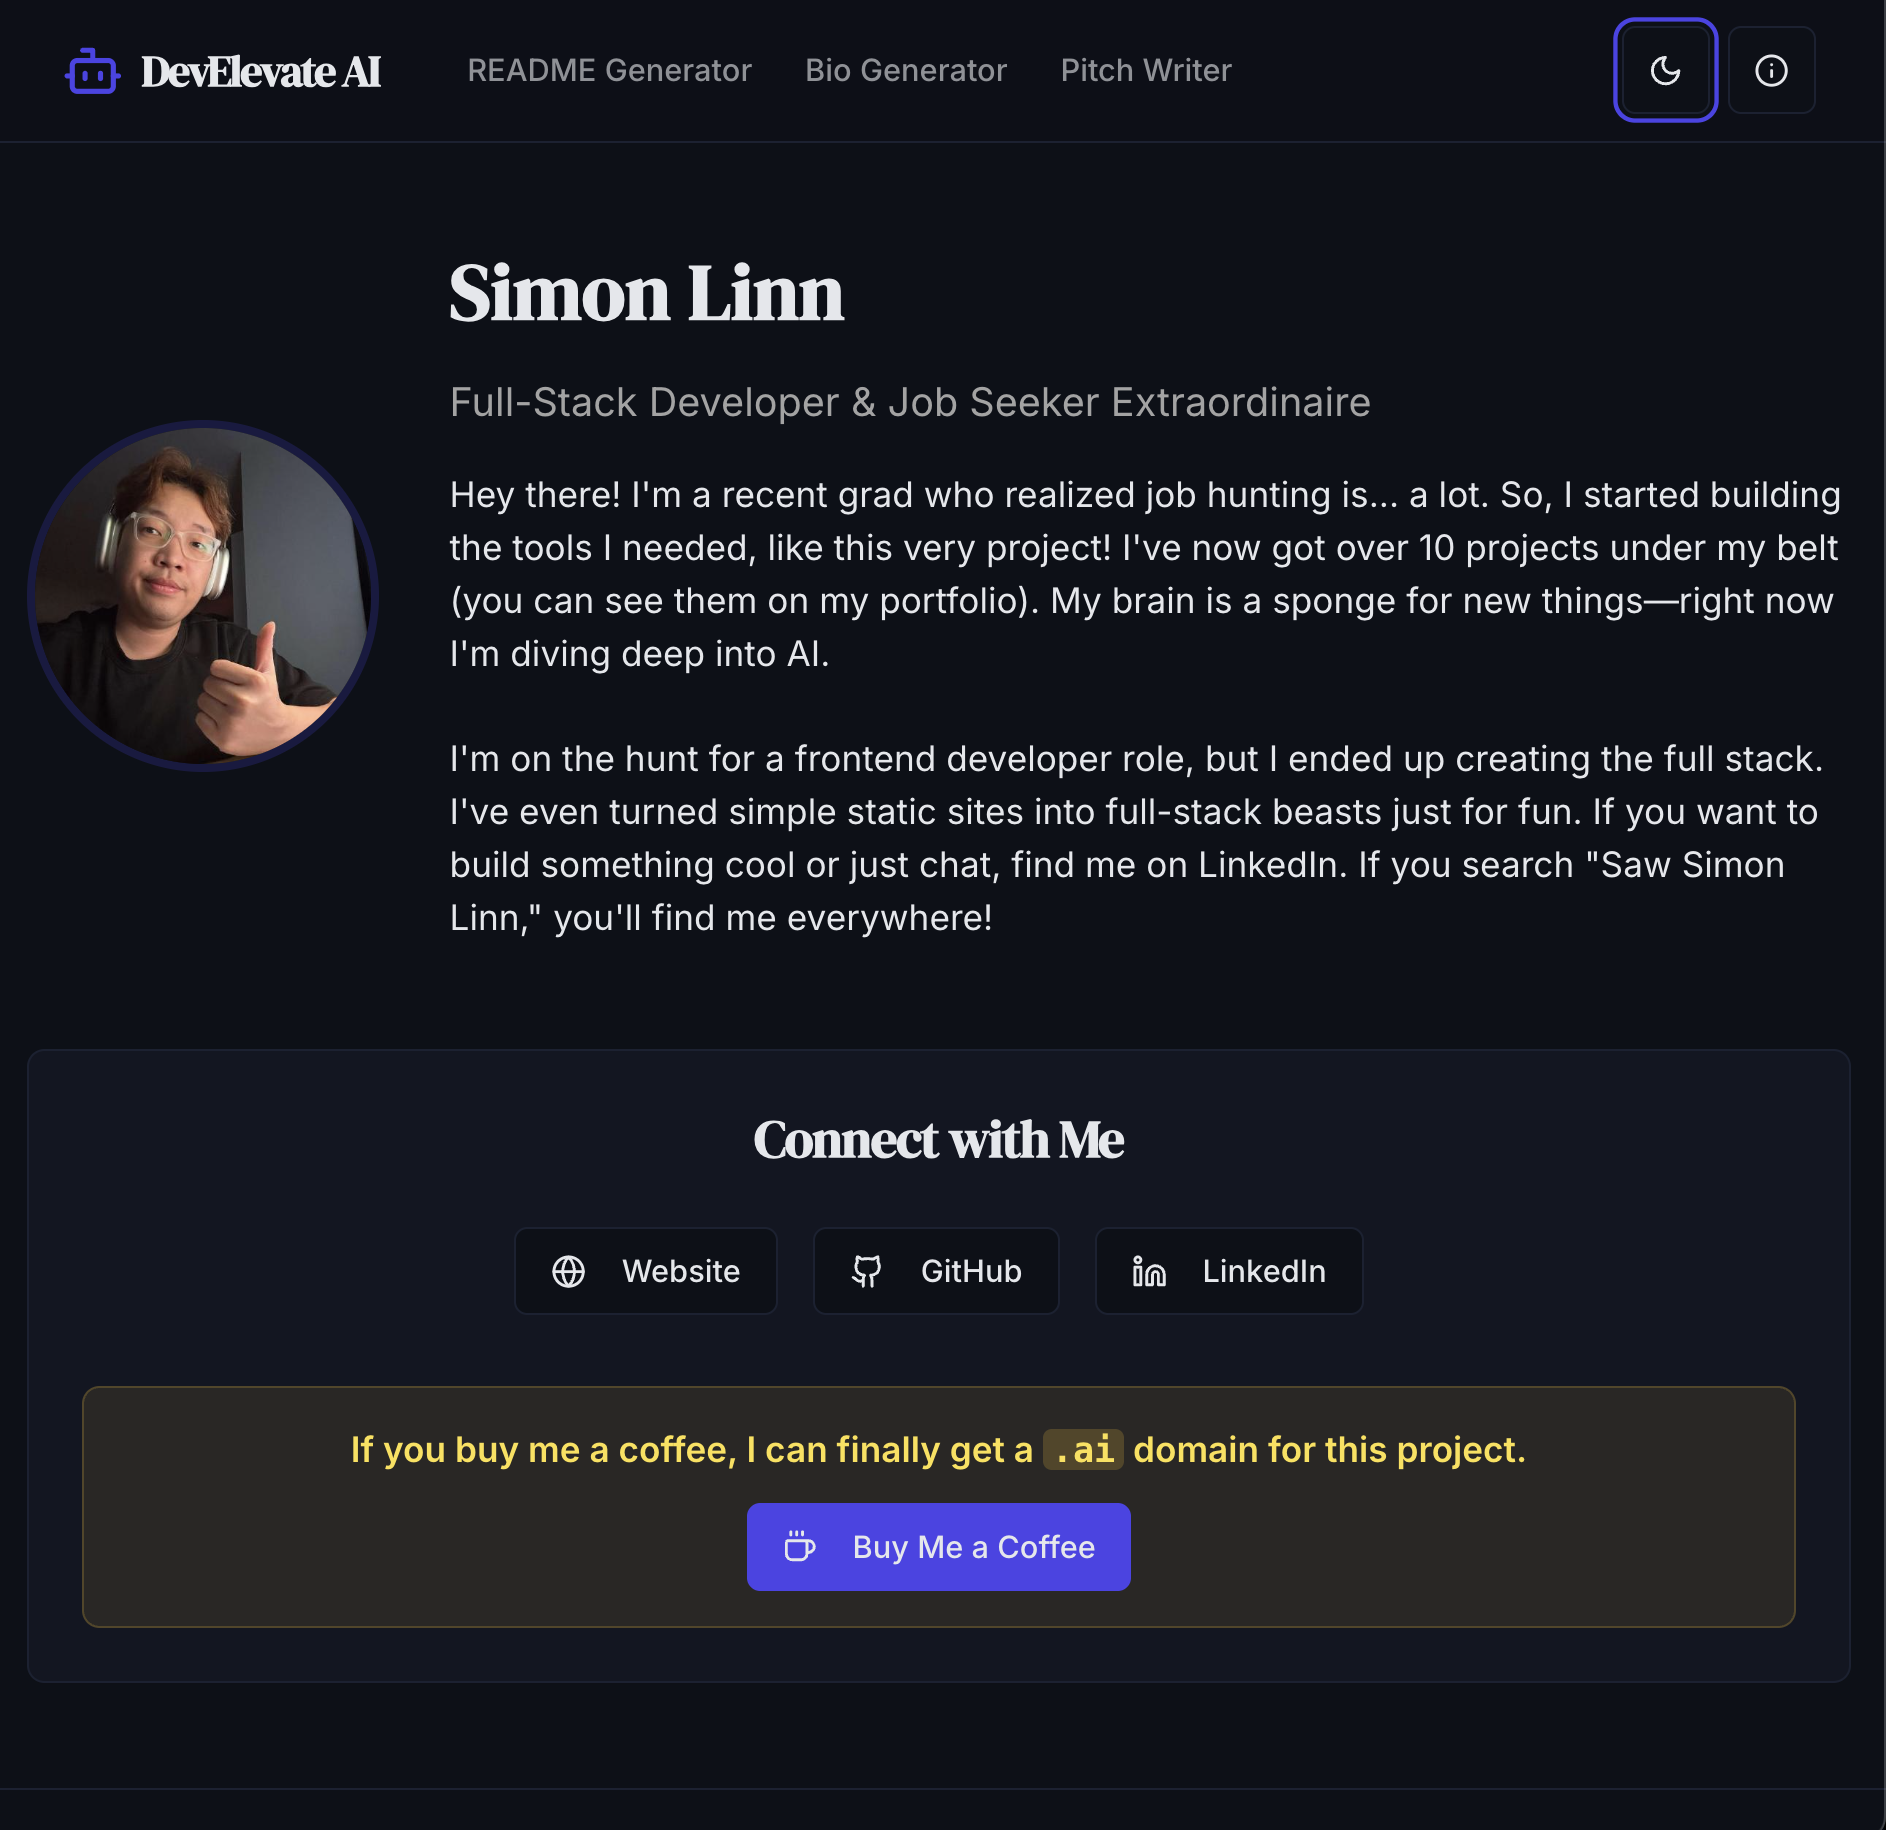 DevElevate AI
README Generator
Bio Generator
Pitch Writer
Simon Linn
Full-Stack Developer & Job Seeker Extraordinaire
Hey there! I'm a recent grad who realized job hunting is... a lot. So, I started building
the tools I needed, like this very project! I've now got over 10 projects under my belt
(you can see them on my portfolio). My brain is a sponge for new things—right now
I'm diving deep into AI.
I'm on the hunt for a frontend developer role, but I ended up creating the full stack.
I've even turned simple static sites into full-stack beasts just for fun. If you want to
build something cool or just chat, find me on LinkedIn. If you search "Saw Simon
Linn," you'll find me everywhere!
Connect with Me
Website
GitHub
LinkedIn
If you buy me a coffee, I can finally get a .ai domain for this project.
Buy Me a Coffee